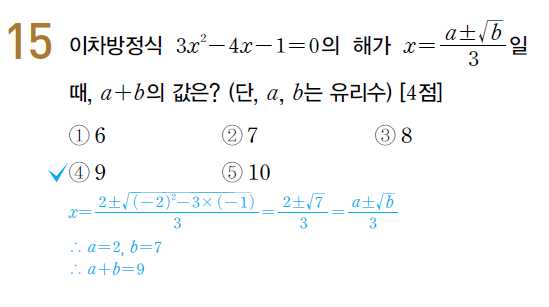 15 이차방정식 3x²-4x-1=0의 해가 x=(a±√b)/3일
때, a+b의 값은? (단, a, b는 유리수) [4점]
① 6 ② 7 ③ 8
✓④ 9 ⑤ 10
x=(2±√((-2)²-3×(-1)))/3=(2±√7)/3=(a±√b)/3
∴ a=2, b=7
∴ a+b=9